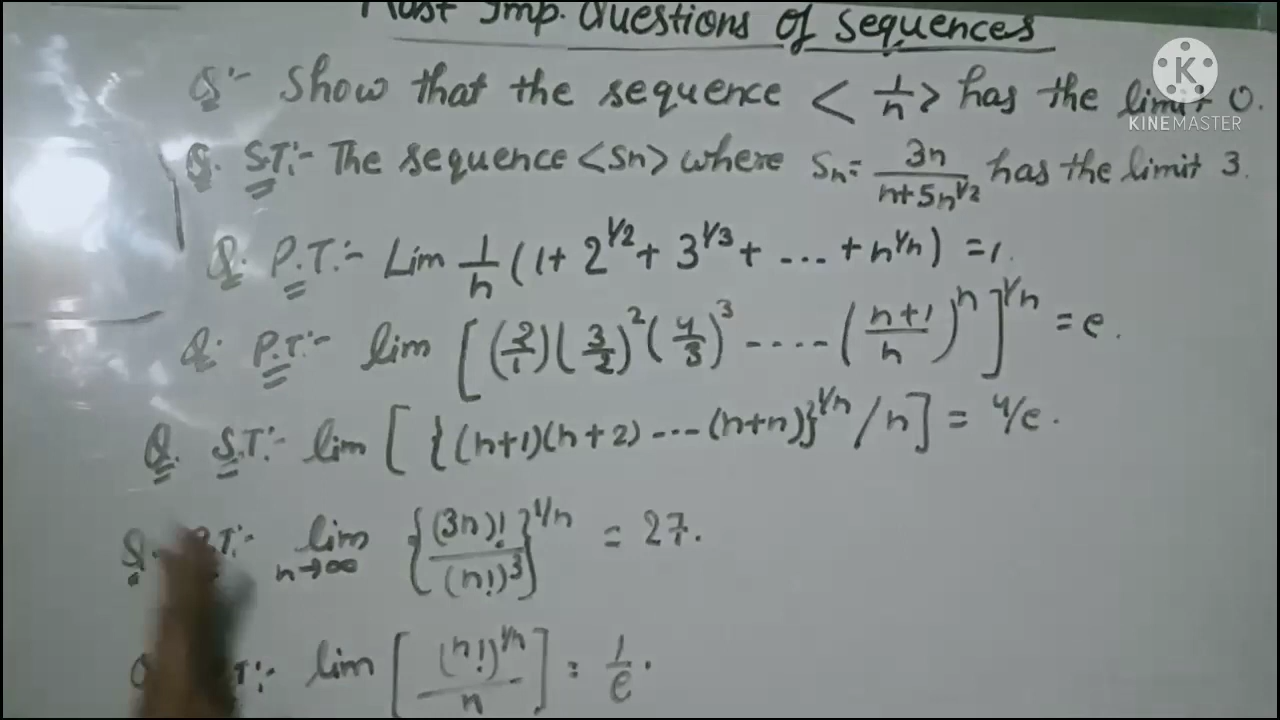 Most Imp. Questions of Sequences
Q:- Show that the sequence < 1/n > has the limit 0.
Q. S.T:- The sequence <Sn> where Sn = 3n/(n+5n^1/2) has the limit 3.
Q. P.T:- Lim 1/n (1 + 2^1/2 + 3^1/3 + ... + n^1/n) = 1.
Q. P.T:- lim [(2/1)(3/2)^2(4/3)^3 ..... ((n+1)/n)^n]^1/n = e.
Q. S.T:- lim [{(n+1)(n+2) .... (n+n)}^1/n / n] = 4/e.
Q. P.T:- lim n→∞ {(3n)!/(n!)^3}^1/n = 27.
T:- lim [(n!)^1/n / n] = 1/e.
K
KINEMASTER